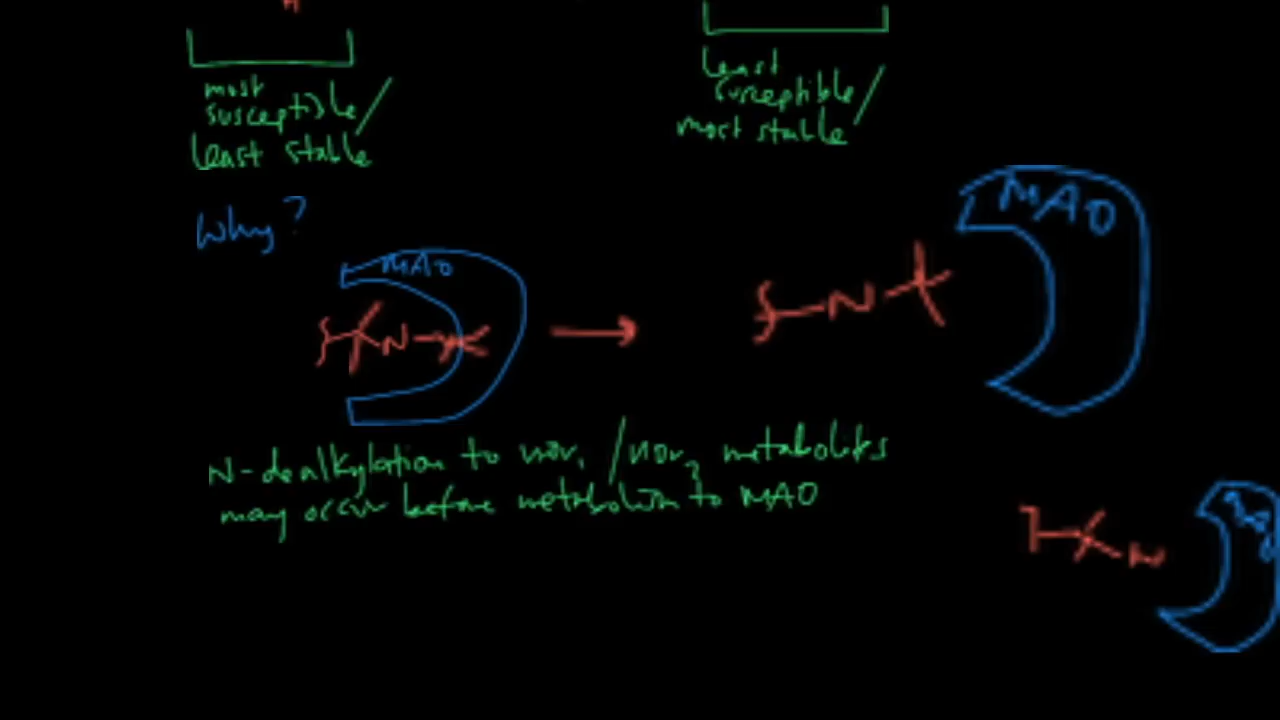 most
susceptible/
least stable
least
susceptible/
most stable
Why?
MAO
MAO
N
N
N-dealkylation to nor₁/nor₂ metabolites
may occur before metabolism to MAO
N